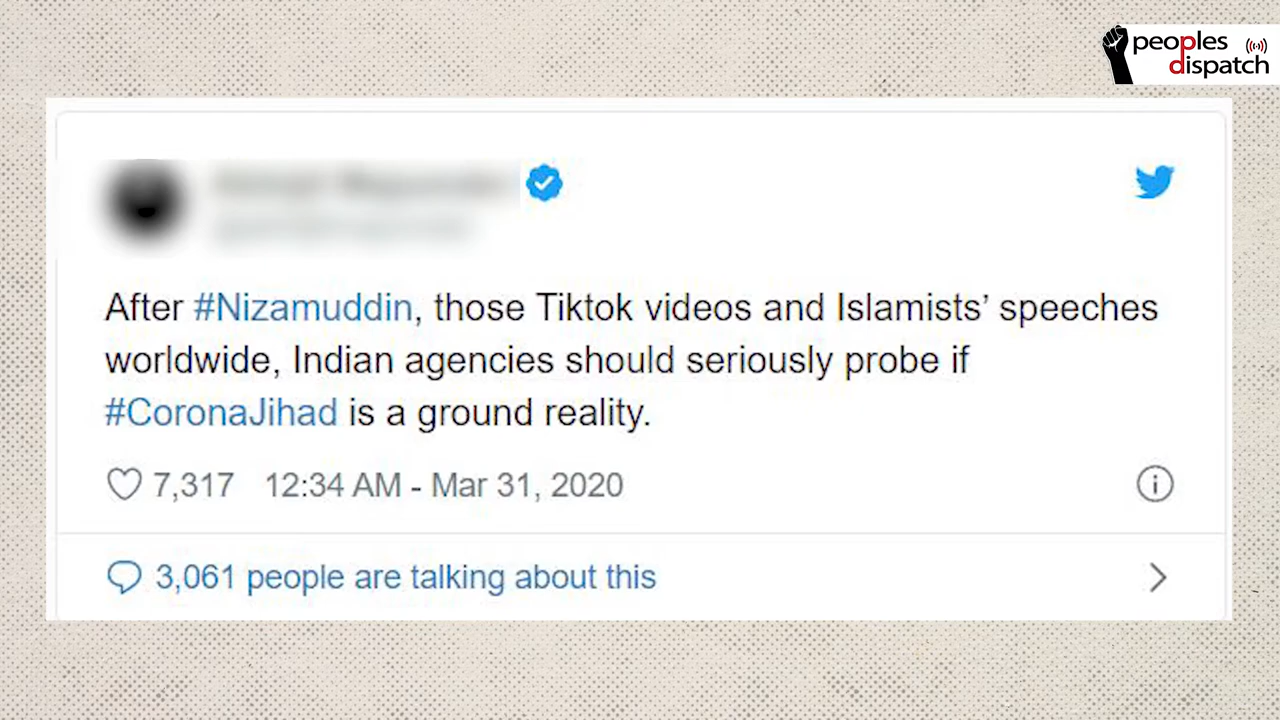 peoples
dispatch
After #Nizamuddin, those Tiktok videos and Islamists’ speeches
worldwide, Indian agencies should seriously probe if
#CoronaJihad is a ground reality.
7,317 12:34 AM - Mar 31, 2020
3,061 people are talking about this